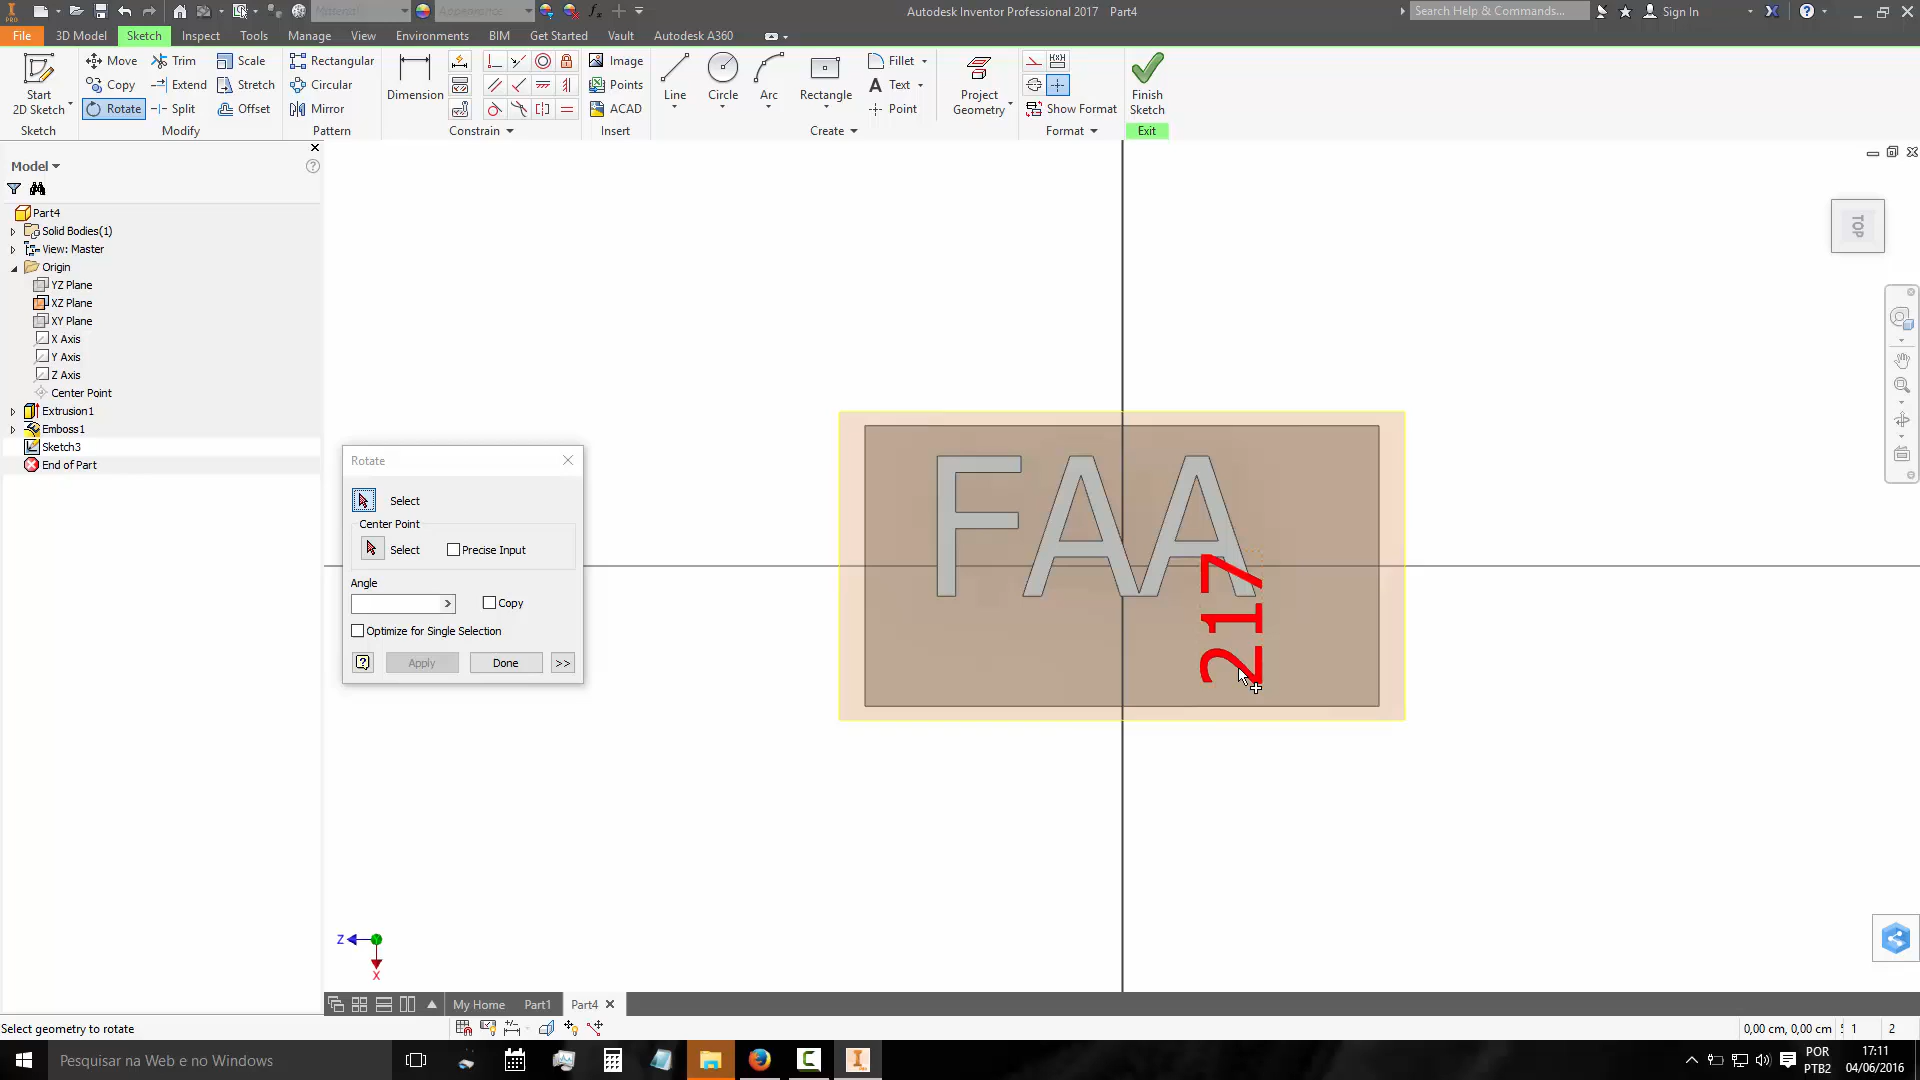 Material
Appearance
Autodesk Inventor Professional 2017 Part4
Search Help & Commands...
Sign In
PRO
File 3D Model Sketch Inspect Tools Manage View Environments BIM Get Started Vault Autodesk A360
Start
2D Sketch
Sketch
Move Trim Scale
Copy Extend Stretch
Rotate Split Offset
Modify
Rectangular
Circular
Mirror
Pattern
Dimension
Constrain
Image
Points
ACAD
Insert
Line
Circle
Arc
Rectangle
Fillet
Text
Point
Create
Project
Geometry
Show Format
Format
Finish
Sketch
Exit
Model
Part4
Solid Bodies(1)
View: Master
Origin
YZ Plane
XZ Plane
XY Plane
X Axis
Y Axis
Z Axis
Center Point
Extrusion1
Emboss1
Sketch3
End of Part
Rotate
Select
Center Point
Select Precise Input
Angle
Copy
Optimize for Single Selection
Apply Done >>
FAA
217
TOP
Z
X
My Home Part1 Part4
Select geometry to rotate
0,00 cm, 0,00 cm 1 2
Pesquisar na Web e no Windows
POR
PTB2
17:11
04/06/2016